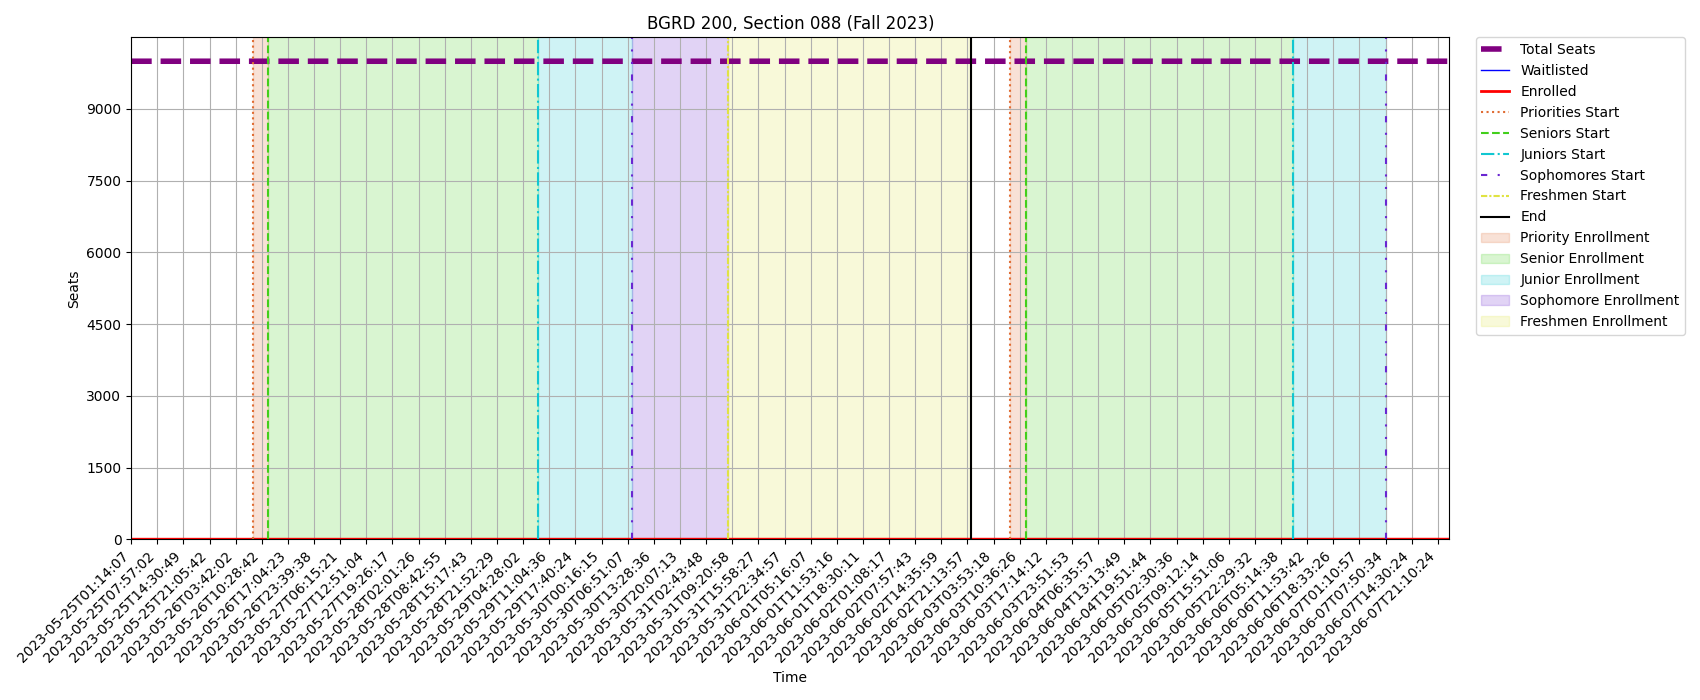 BGRD 200, Section 088 (Fall 2023)
Seats
9000
7500
6000
4500
3000
1500
0
2023-05-25T01:14:07
2023-05-25T07:57:02
2023-05-25T14:30:49
2023-05-25T21:05:42
2023-05-26T03:42:02
2023-05-26T10:28:42
2023-05-26T17:04:23
2023-05-26T23:39:38
2023-05-27T06:15:21
2023-05-27T12:51:04
2023-05-27T19:26:17
2023-05-28T02:01:26
2023-05-28T08:42:55
2023-05-28T15:17:43
2023-05-28T21:52:29
2023-05-29T04:28:02
2023-05-29T11:04:36
2023-05-29T17:40:24
2023-05-30T00:16:15
2023-05-30T06:51:07
2023-05-30T13:28:36
2023-05-30T20:07:13
2023-05-31T02:43:48
2023-05-31T09:20:58
2023-05-31T15:58:27
2023-05-31T22:34:57
2023-06-01T05:16:07
2023-06-01T11:53:16
2023-06-01T18:30:11
2023-06-02T01:08:17
2023-06-02T07:57:43
2023-06-02T14:35:59
2023-06-02T21:13:57
2023-06-03T03:53:18
2023-06-03T10:36:26
2023-06-03T17:14:12
2023-06-03T23:51:53
2023-06-04T06:35:57
2023-06-04T13:13:49
2023-06-04T19:51:44
2023-06-05T02:30:36
2023-06-05T09:12:14
2023-06-05T15:51:06
2023-06-05T22:29:32
2023-06-06T05:14:38
2023-06-06T11:53:42
2023-06-06T18:33:26
2023-06-07T01:10:57
2023-06-07T07:50:34
2023-06-07T14:30:24
2023-06-07T21:10:24
Time
Total Seats
Waitlisted
Enrolled
Priorities Start
Seniors Start
Juniors Start
Sophomores Start
Freshmen Start
End
Priority Enrollment
Senior Enrollment
Junior Enrollment
Sophomore Enrollment
Freshmen Enrollment